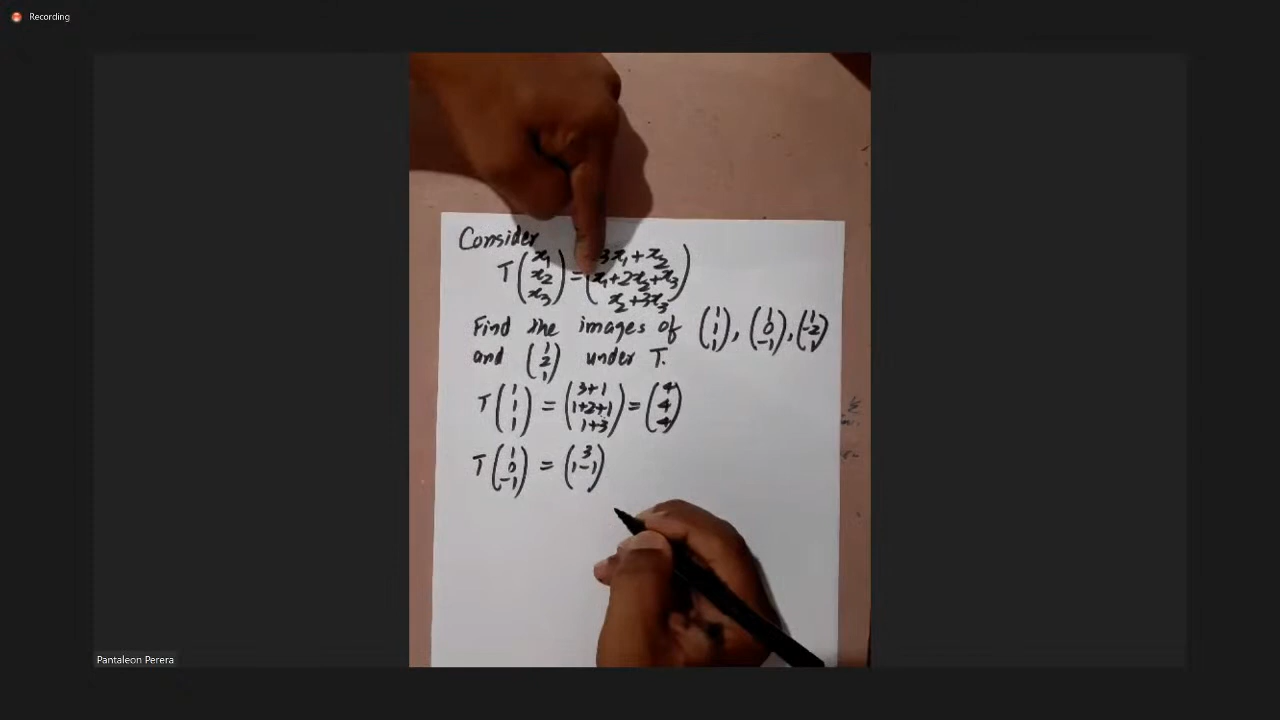 Recording
Consider
T(x₁ x₂ x₃) = (3x₁+x₂ x₁+2x₂+x₃ x₂+3x₃)
Find the images of (1 1 1), (1 0 -1), (1 -2 1)
and (1 2 1) under T.
T(1 1 1) = (3+1 1+2+1 1+3) = (4 4 4)
T(1 0 -1) = (3 1-1)
Pantaleon Perera